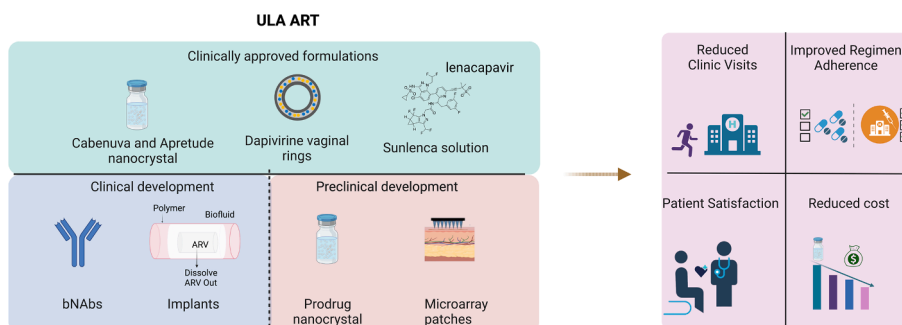 ULA ART
Clinically approved formulations
lenacapavir
Cabenuva and Apretude
nanocrystal
Dapivirine vaginal
rings
Sunlenca solution
Clinical development
Polymer
Biofluid
ARV
Dissolve
ARV Out
bNAbs
Implants
Preclinical development
Prodrug
nanocrystal
Microarray
patches
Reduced
Clinic Visits
H
Improved Regimen
Adherence
Patient Satisfaction
Reduced cost
$